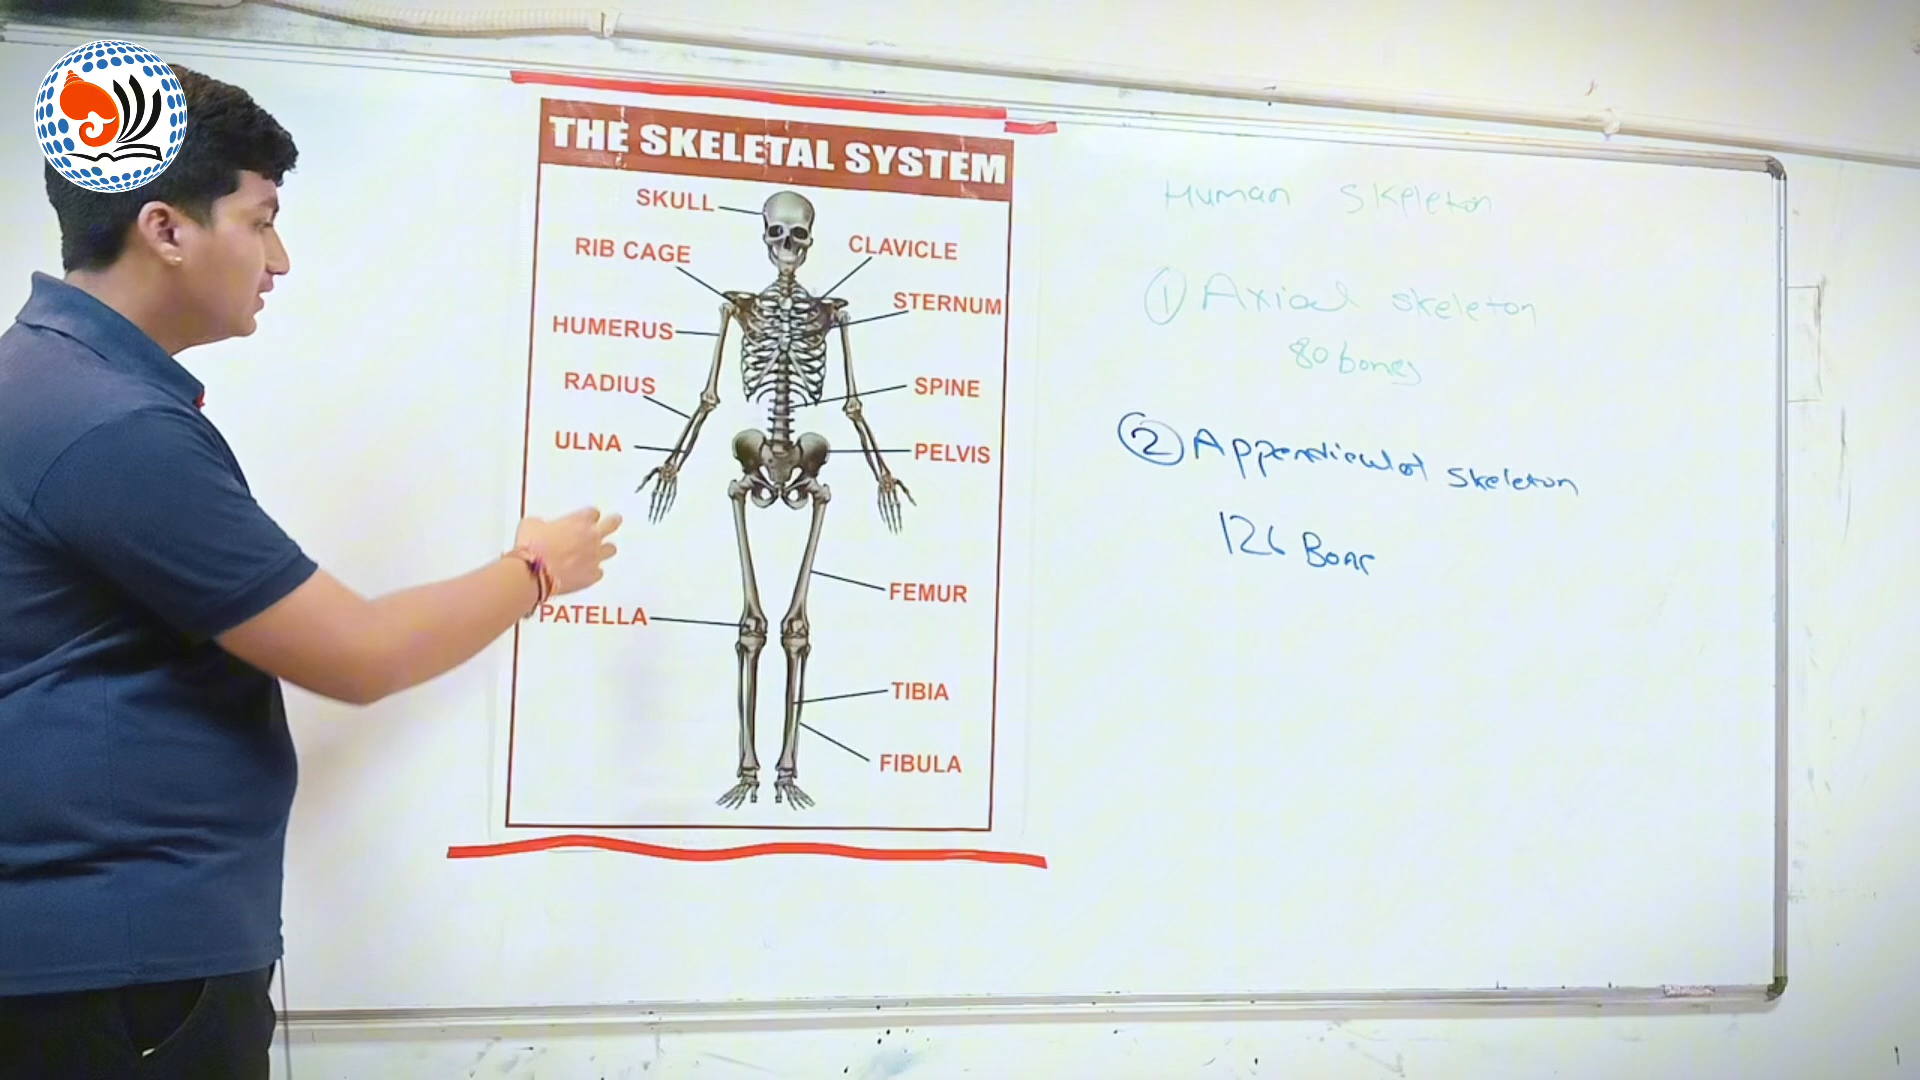 THE SKELETAL SYSTEM
SKULL
RIB CAGE
CLAVICLE
STERNUM
HUMERUS
RADIUS
SPINE
ULNA
PELVIS
FEMUR
PATELLA
TIBIA
FIBULA
Human Skeleton
1 Axial skeleton
80 bones
2 Appendicular skeleton
126 Bone